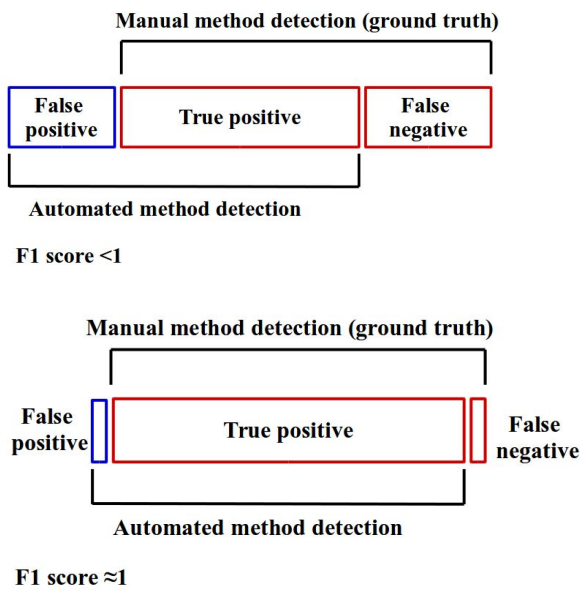 Manual method detection (ground truth)
False
positive
True positive
False
negative
Automated method detection
F1 score <1
Manual method detection (ground truth)
False
positive
True positive
False
negative
Automated method detection
F1 score ≈1